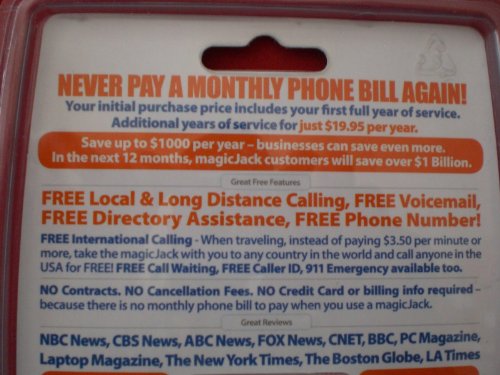 NEVER PAY A MONTHLY PHONE BILL AGAIN!
Your initial purchase price includes your first full year of service.
Additional years of service for just $19.95 per year.
Save up to $1000 per year – businesses can save even more.
In the next 12 months, magicJack customers will save over $1 Billion.
Great Free Features
FREE Local & Long Distance Calling, FREE Voicemail,
FREE Directory Assistance, FREE Phone Number!
FREE International Calling - When traveling, instead of paying $3.50 per minute or
more, take the magicJack with you to any country in the world and call anyone in the
USA for FREE! FREE Call Waiting, FREE Caller ID, 911 Emergency available too.
NO Contracts. NO Cancellation Fees. NO Credit Card or billing info required –
because there is no monthly phone bill to pay when you use a magicJack.
Great Reviews
NBC News, CBS News, ABC News, FOX News, CNET, BBC, PC Magazine,
Laptop Magazine, The New York Times, The Boston Globe, LA Times